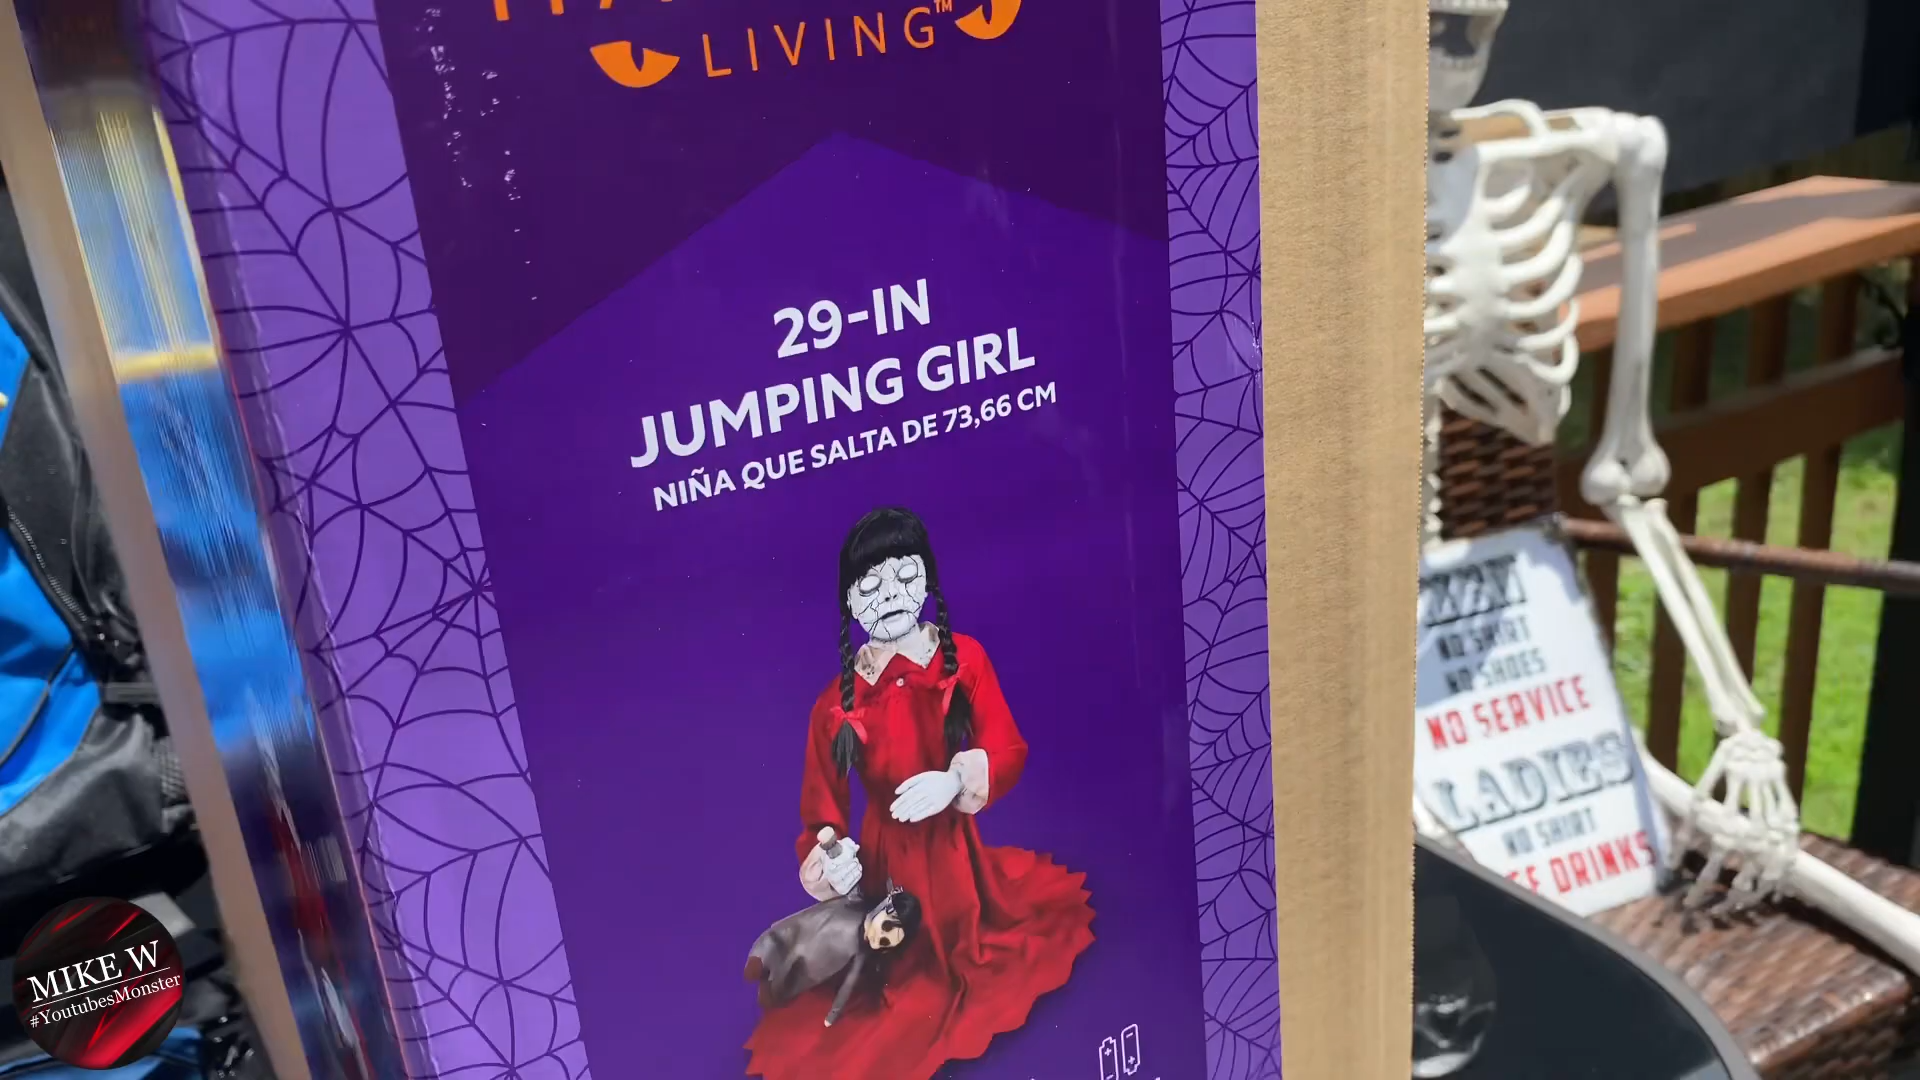 LIVING™
29-IN
JUMPING GIRL
NIÑA QUE SALTA DE 73,66 CM
NO SHIRT
NO SHOES
NO SERVICE
LADIES
NO SHIRT
DRINKS
MIKE W
#YoutubesMonster